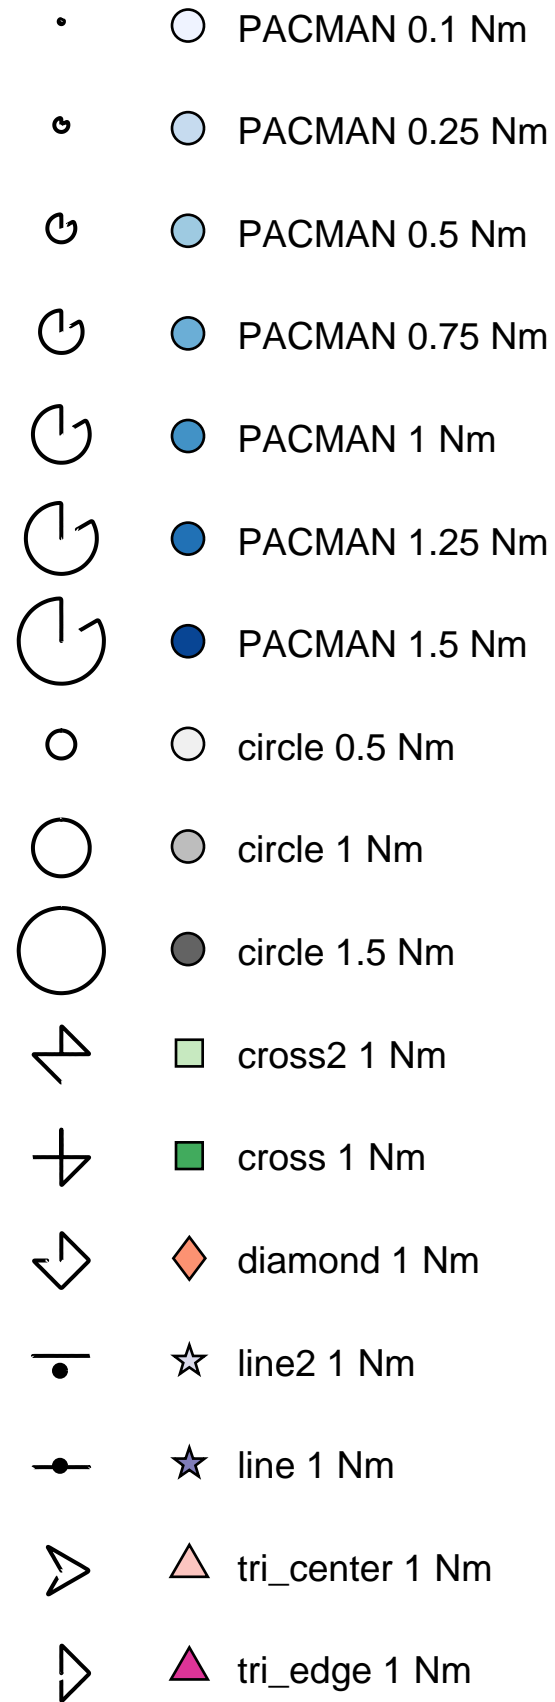 PACMAN 0.1 Nm
PACMAN 0.25 Nm
PACMAN 0.5 Nm
PACMAN 0.75 Nm
PACMAN 1 Nm
PACMAN 1.25 Nm
PACMAN 1.5 Nm
circle 0.5 Nm
circle 1 Nm
circle 1.5 Nm
cross2 1 Nm
cross 1 Nm
diamond 1 Nm
line2 1 Nm
line 1 Nm
tri_center 1 Nm
tri_edge 1 Nm